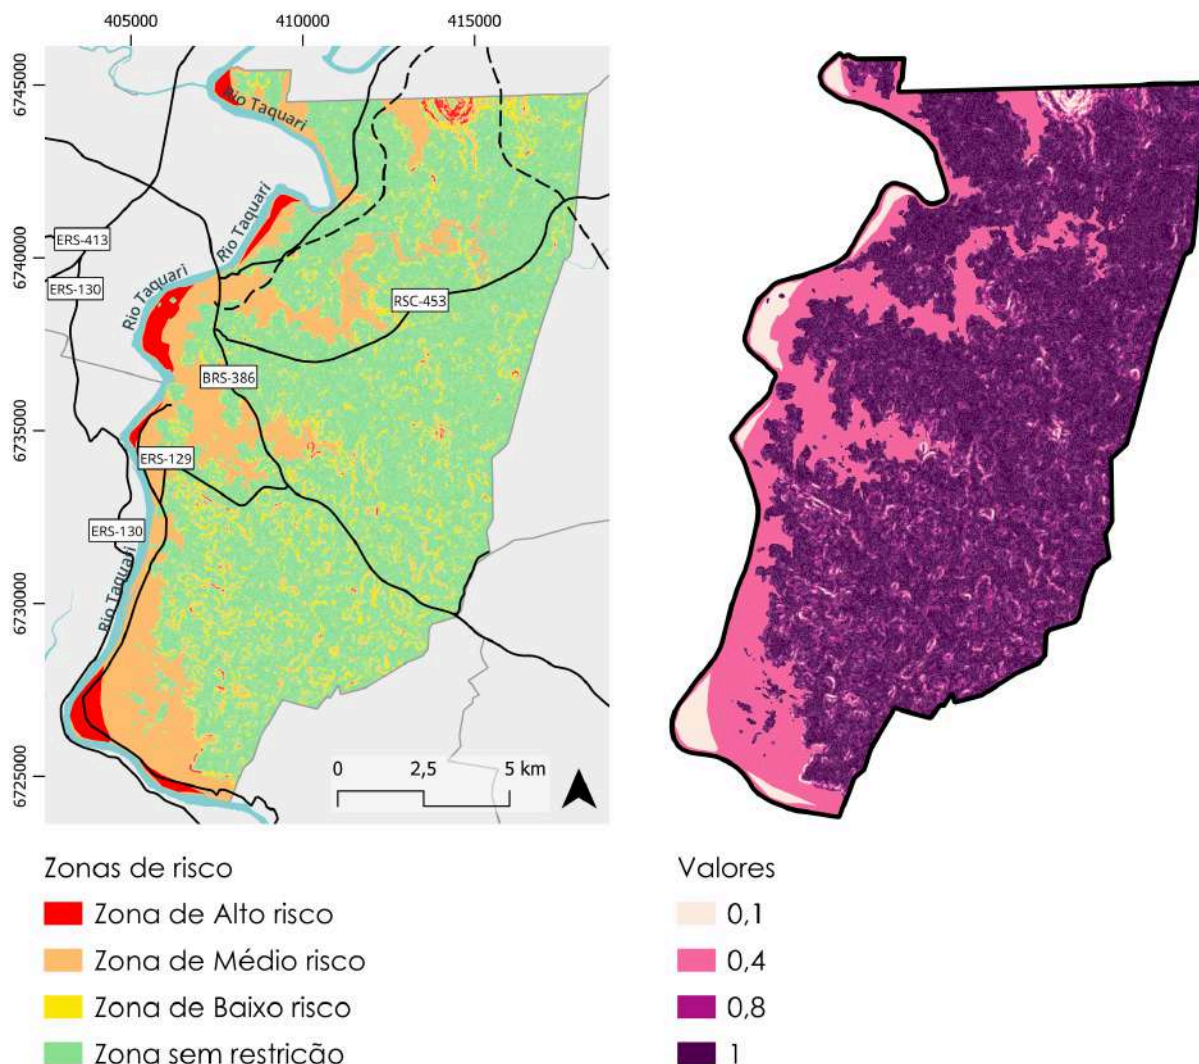 405000 410000 415000
6745000
6740000
6735000
6730000
6725000
Rio Taquari
Rio Taquari
Rio Taquari
Rio Taquari
ERS-413
ERS-130
RSC-453
BRS-386
ERS-129
ERS-130
0 2,5 5 km
Zonas de risco
Zona de Alto risco
Zona de Médio risco
Zona de Baixo risco
Zona sem restrição
Valores
0,1
0,4
0,8
1